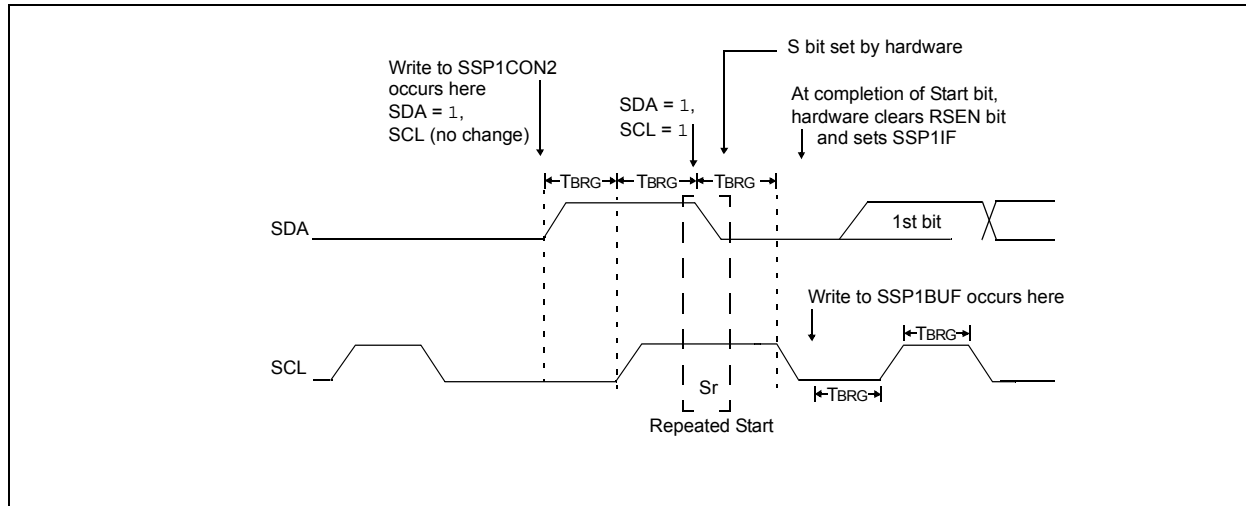 S bit set by hardware
Write to SSP1CON2
occurs here
SDA = 1,
SCL (no change)
SDA = 1,
SCL = 1
At completion of Start bit,
hardware clears RSEN bit
and sets SSP1IF
TBRG TBRG TBRG
SDA
1st bit
Write to SSP1BUF occurs here
TBRG
SCL
Sr
TBRG
Repeated Start